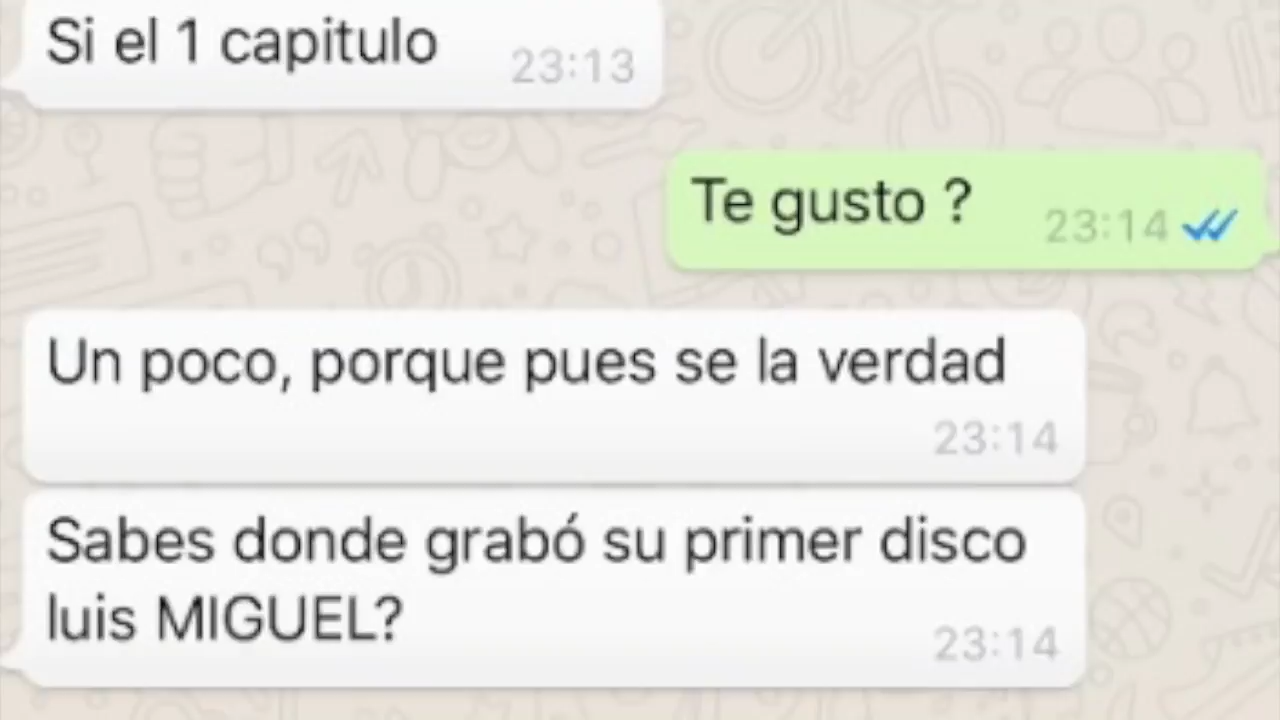 Si el 1 capitulo
23:13
Te gusto ?
23:14
Un poco, porque pues se la verdad
23:14
Sabes donde grabó su primer disco
luis MIGUEL?
23:14